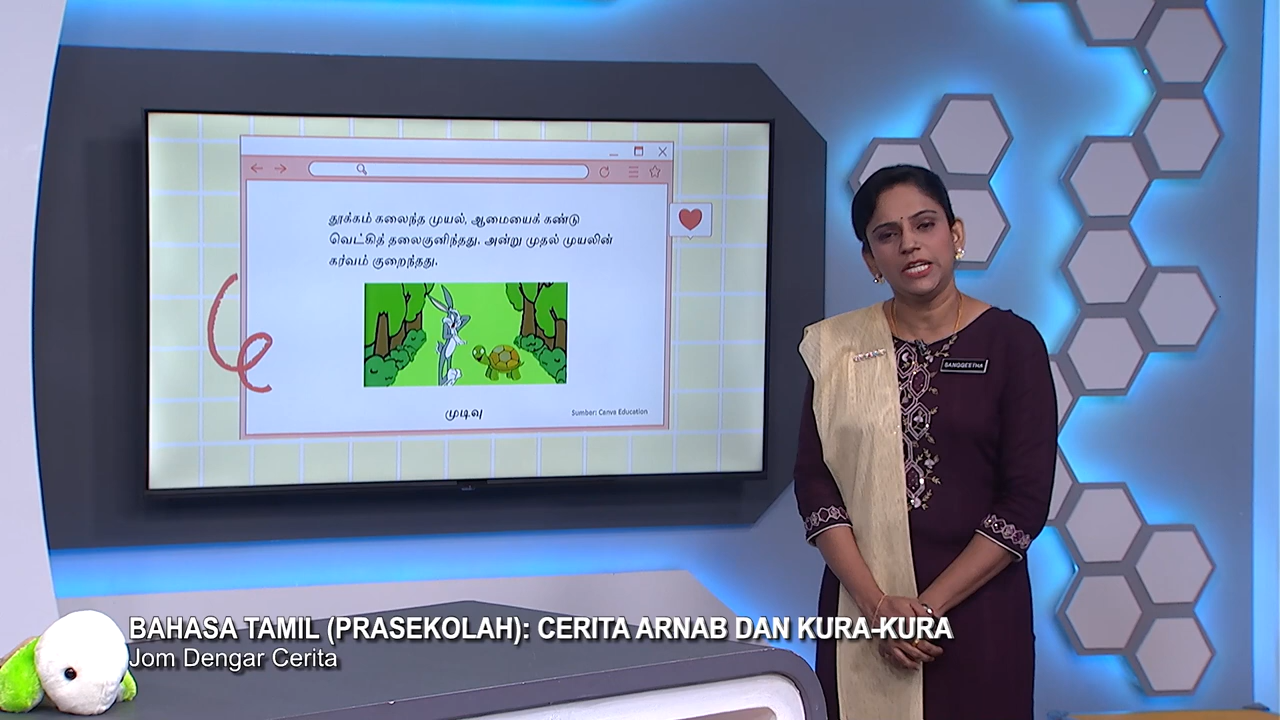 தூக்கம் கலைந்த முயல், ஆமையைக் கண்டு
வெட்கித் தலைகுனிந்தது. அன்று முதல் முயலின்
கர்வம் குறைந்தது.
முடிவு
Sumber: Canva Education
SANGGEETHA
BAHASA TAMIL (PRASEKOLAH): CERITA ARNAB DAN KURA-KURA
Jom Dengar Cerita